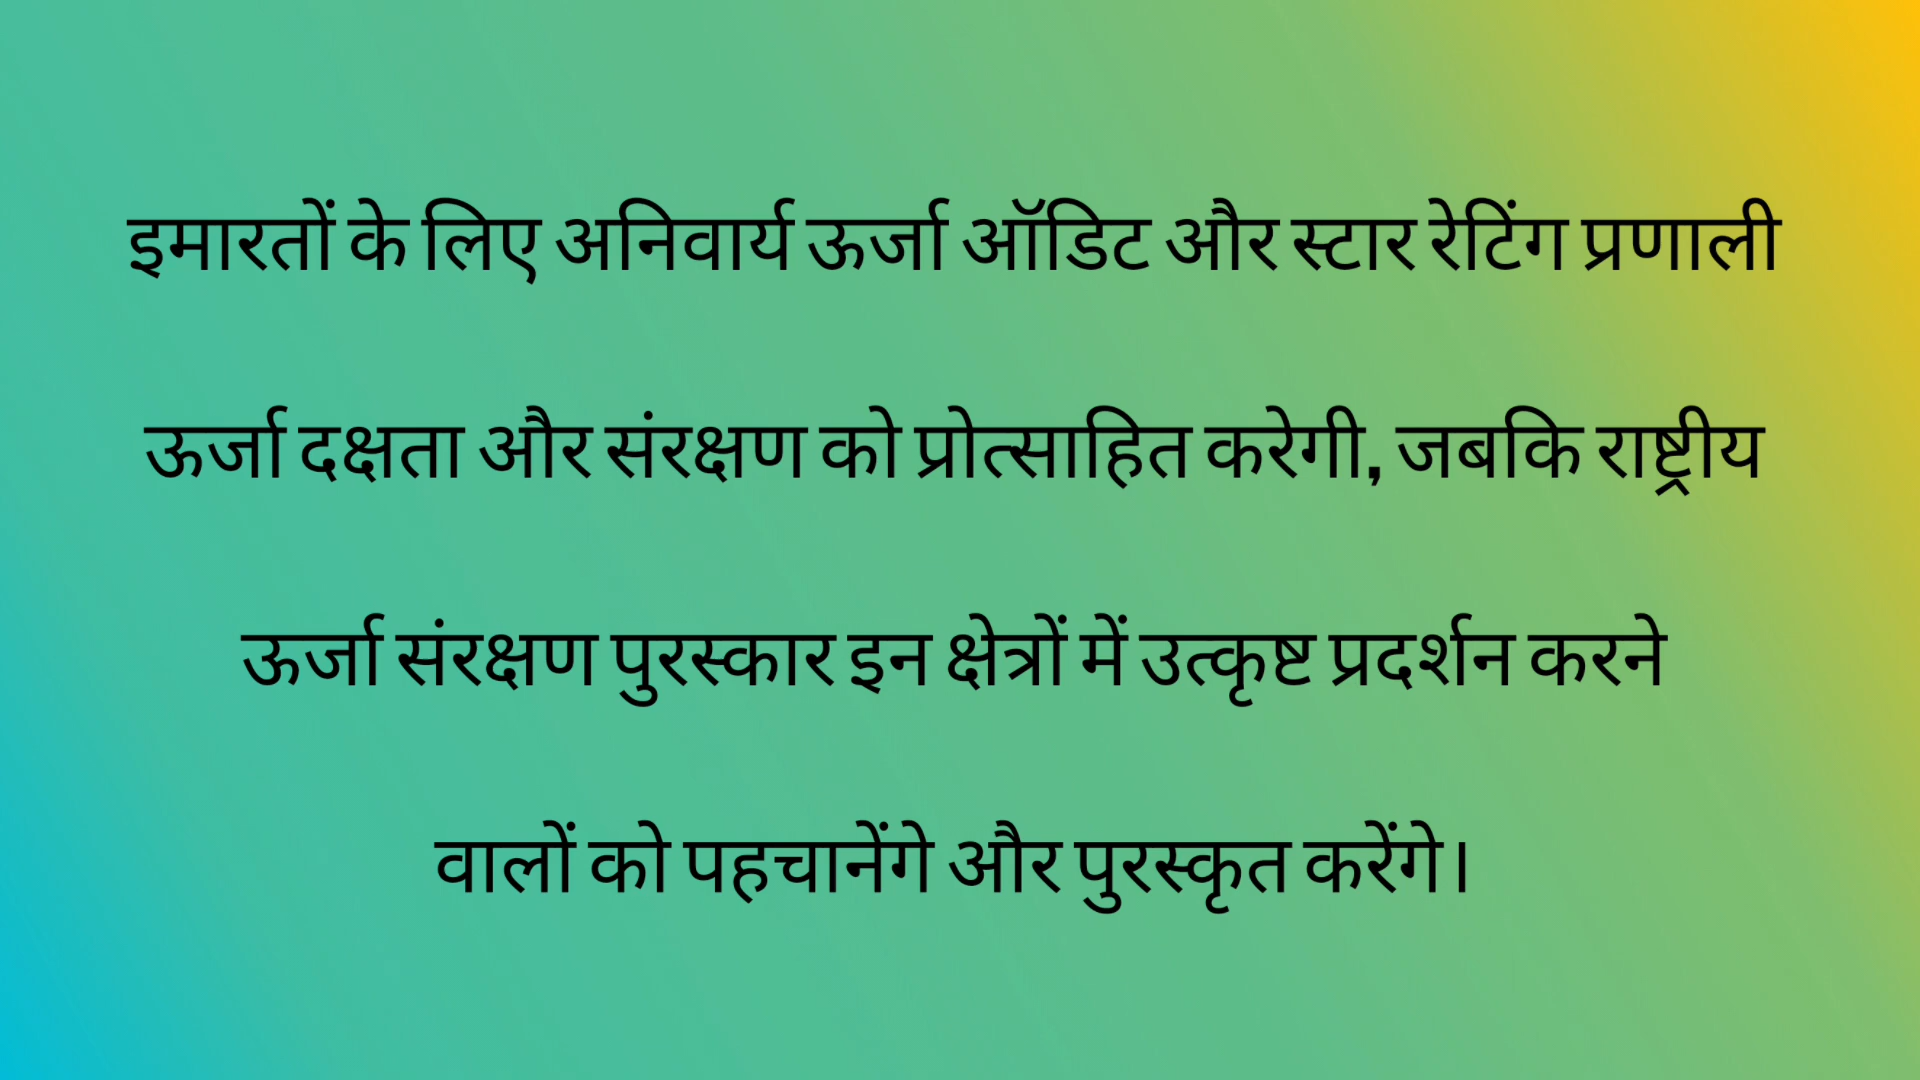 इमारतों के लिए अनिवार्य ऊर्जा ऑडिट और स्टार रेटिंग प्रणाली
ऊर्जा दक्षता और संरक्षण को प्रोत्साहित करेगी, जबकि राष्ट्रीय
ऊर्जा संरक्षण पुरस्कार इन क्षेत्रों में उत्कृष्ट प्रदर्शन करने
वालों को पहचानेंगे और पुरस्कृत करेंगे।